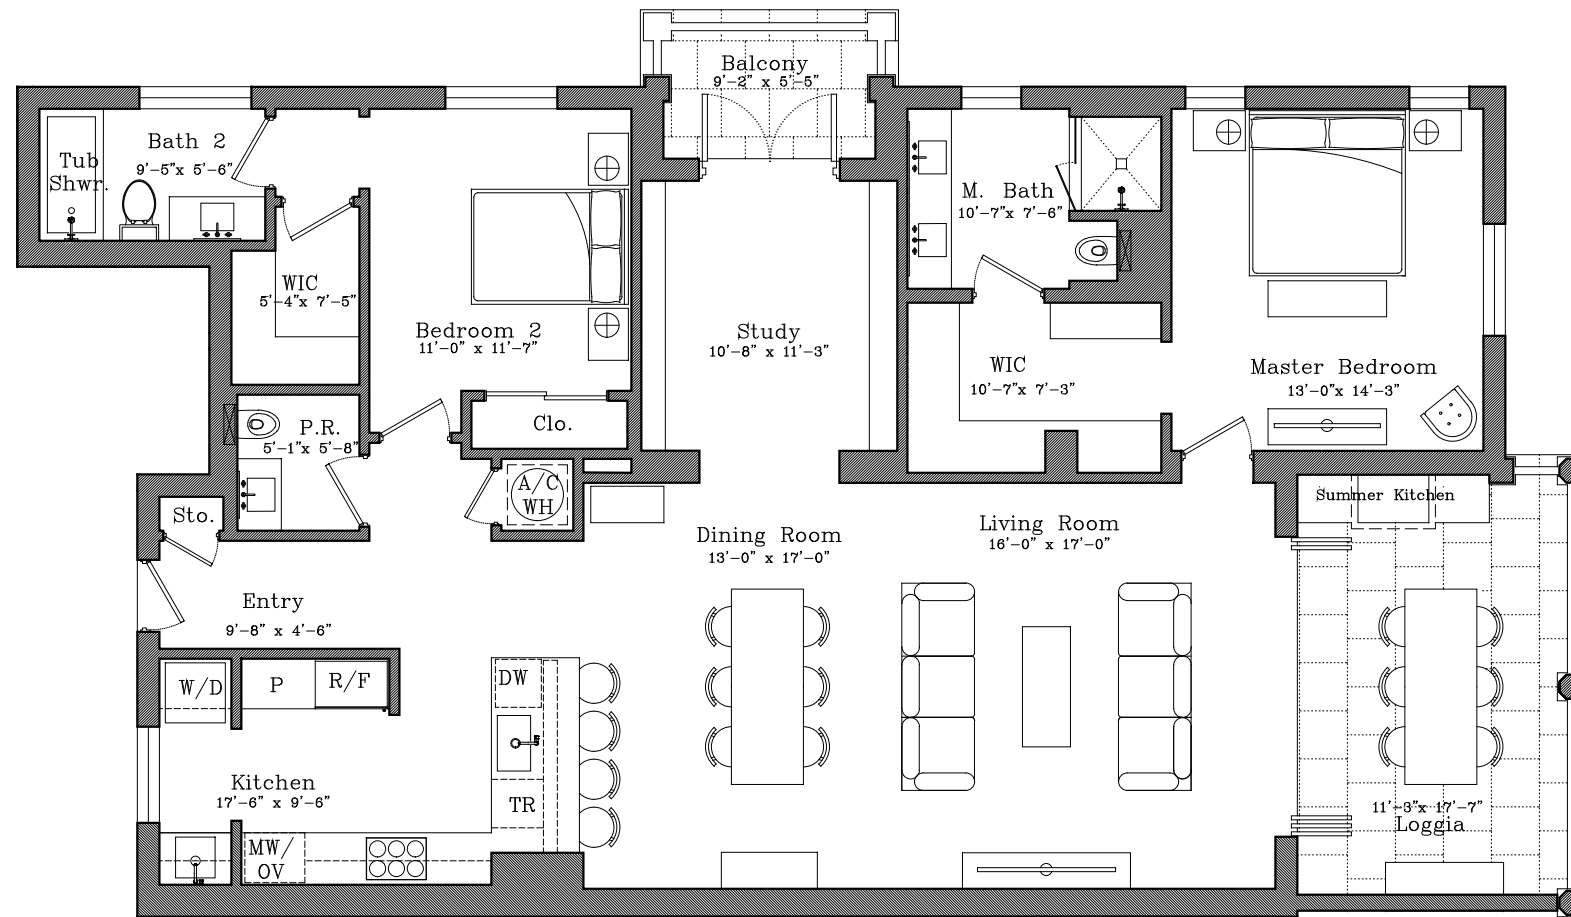 Balcony
9'-2" x 5'-5"
Bath 2
9'-5"x 5'-6"
Tub
Shwr.
M. Bath
10'-7"x 7'-6"
WIC
5'-4"x 7'-5"
Bedroom 2
11'-0" x 11'-7"
Study
10'-8" x 11'-3"
WIC
10'-7"x 7'-3"
Master Bedroom
13'-0"x 14'-3"
P.R.
5'-1"x 5'-8"
Clo.
A/C
WH
Sto.
Summer Kitchen
Dining Room
13'-0" x 17'-0"
Living Room
16'-0" x 17'-0"
Entry
9'-8" x 4'-6"
W/D
P
R/F
DW
Kitchen
17'-6" x 9'-6"
TR
11'-3"x 17'-7"
Loggia
MW/
OV